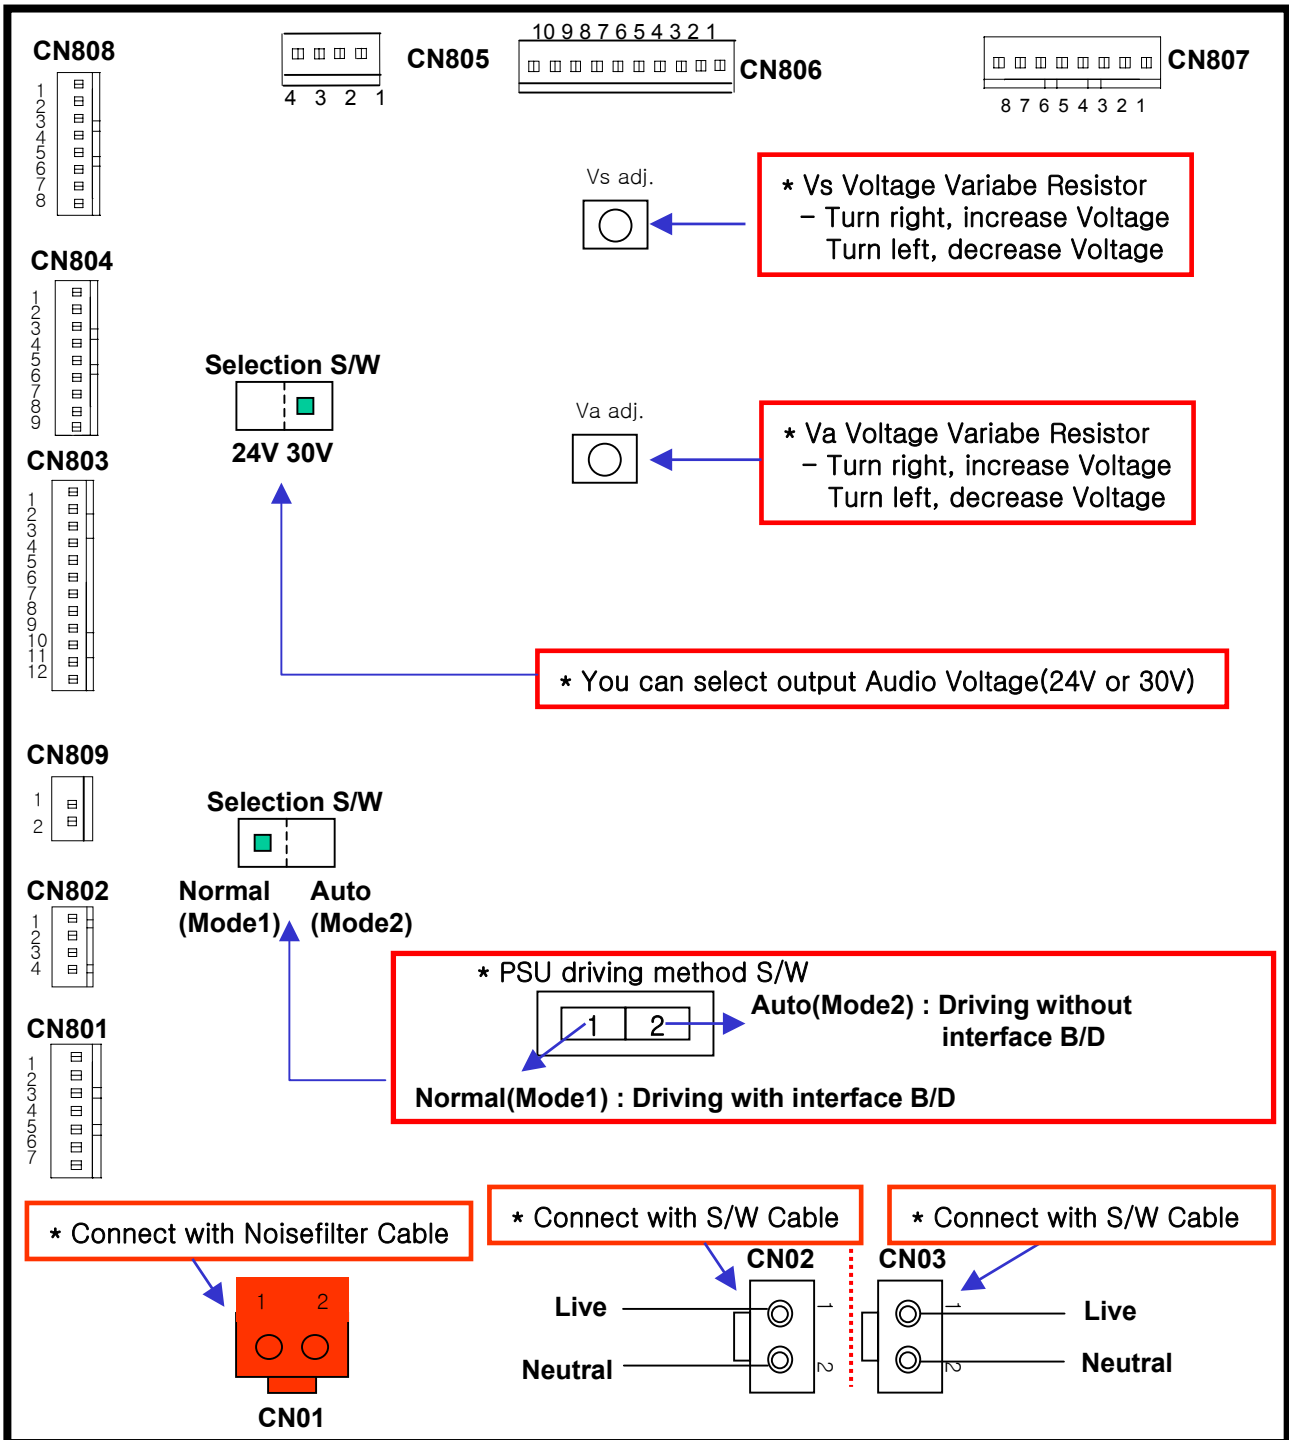 CN808
1
2
3
4
5
6
7
8
CN805
4 3 2 1
10 9 8 7 6 5 4 3 2 1
CN806
CN807
8 7 6 5 4 3 2 1
Vs adj.
* Vs Voltage Variabe Resistor
- Turn right, increase Voltage
Turn left, decrease Voltage
CN804
1
2
3
4
5
6
7
8
9
Selection S/W
24V 30V
Va adj.
* Va Voltage Variabe Resistor
- Turn right, increase Voltage
Turn left, decrease Voltage
CN803
1
2
3
4
5
6
7
8
9
10
11
12
* You can select output Audio Voltage(24V or 30V)
CN809
1
2
Selection S/W
Normal Auto
(Mode1) (Mode2)
CN802
1
2
3
4
* PSU driving method S/W
1 2
Auto(Mode2) : Driving without
interface B/D
Normal(Mode1) : Driving with interface B/D
CN801
1
2
3
4
5
6
7
* Connect with Noisefilter Cable
1 2
CN01
* Connect with S/W Cable
CN02
Live
Neutral
1
2
* Connect with S/W Cable
CN03
1
2
Live
Neutral